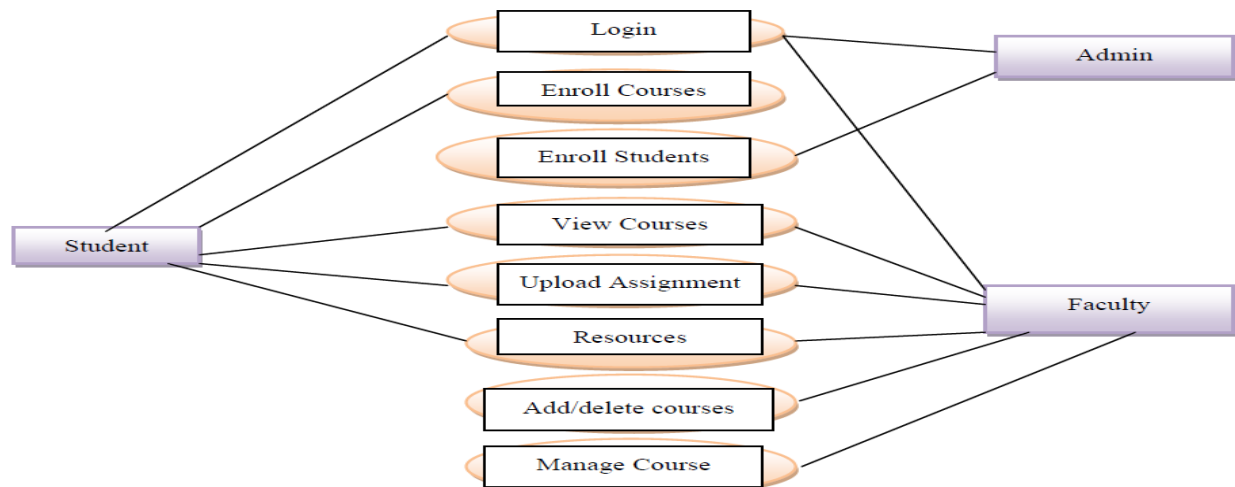 Login
Admin
Enroll Courses
Enroll Students
View Courses
Student
Upload Assignment
Faculty
Resources
Add/delete courses
Manage Course